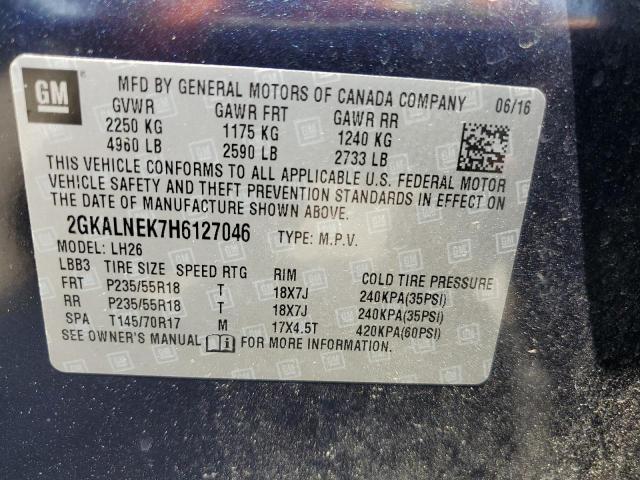 GM
MFD BY GENERAL MOTORS OF CANADA COMPANY 06/16
GVWR GAWR FRT GAWR RR
2250 KG 1175 KG 1240 KG
4960 LB 2590 LB 2733 LB
THIS VEHICLE CONFORMS TO ALL APPLICABLE U.S. FEDERAL MOTOR
VEHICLE SAFETY AND THEFT PREVENTION STANDARDS IN EFFECT ON
THE DATE OF MANUFACTURE SHOWN ABOVE.
2GKALNEK7H6127046 TYPE: M.P.V.
MODEL: LH26
LBB3 TIRE SIZE SPEED RTG RIM COLD TIRE PRESSURE
FRT P235/55R18 T 18X7J 240KPA(35PSI)
RR P235/55R18 T 18X7J 240KPA(35PSI)
SPA T145/70R17 M 17X4.5T 420KPA(60PSI)
SEE OWNER'S MANUAL FOR MORE INFORMATION.